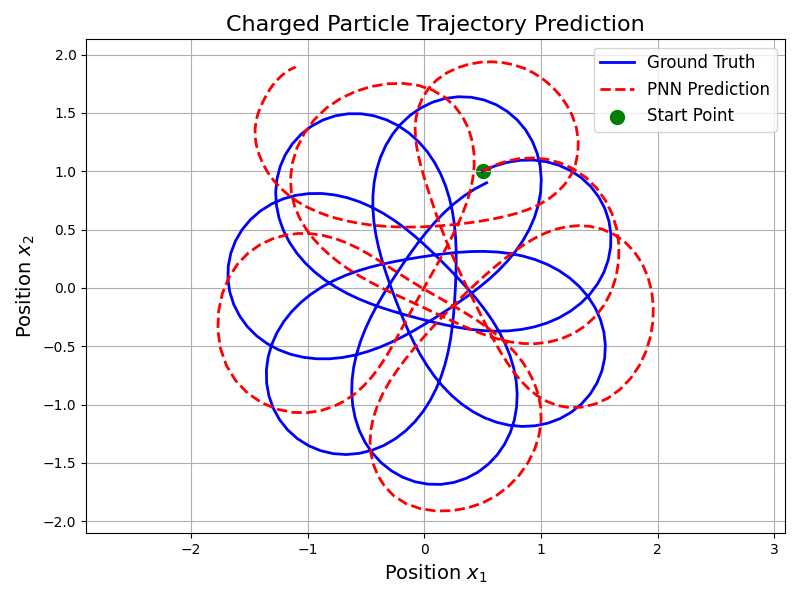 Charged Particle Trajectory Prediction
Ground Truth
PNN Prediction
Start Point
2.0
1.5
1.0
0.5
0.0
−0.5
−1.0
−1.5
−2.0
Position x₂
−2
−1
0
1
2
3
Position x₁